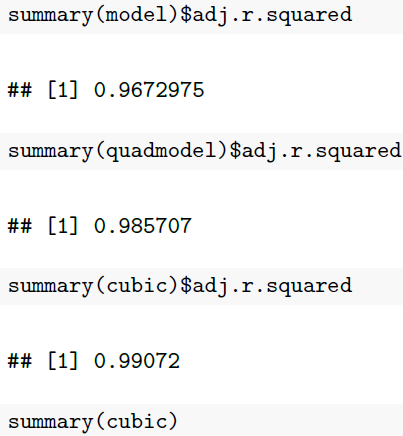 summary(model)$adj.r.squared
## [1] 0.9672975
summary(quadmodel)$adj.r.squared
## [1] 0.985707
summary(cubic)$adj.r.squared
## [1] 0.99072
summary(cubic)